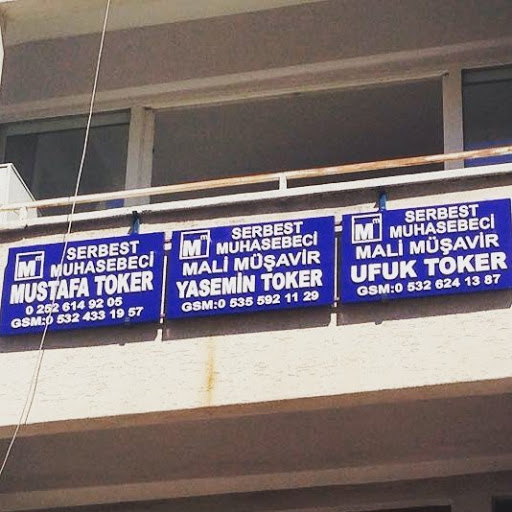 SERBEST
MUHASEBECİ
MUSTAFA TOKER
0 252 614 92 05
GSM:0 532 433 19 57
SERBEST
MUHASEBECİ
MALİ MÜŞAVİR
YASEMİN TOKER
GSM:0 535 592 11 29
SERBEST
MUHASEBECİ
MALİ MÜŞAVİR
UFUK TOKER
GSM:0 532 624 13 87